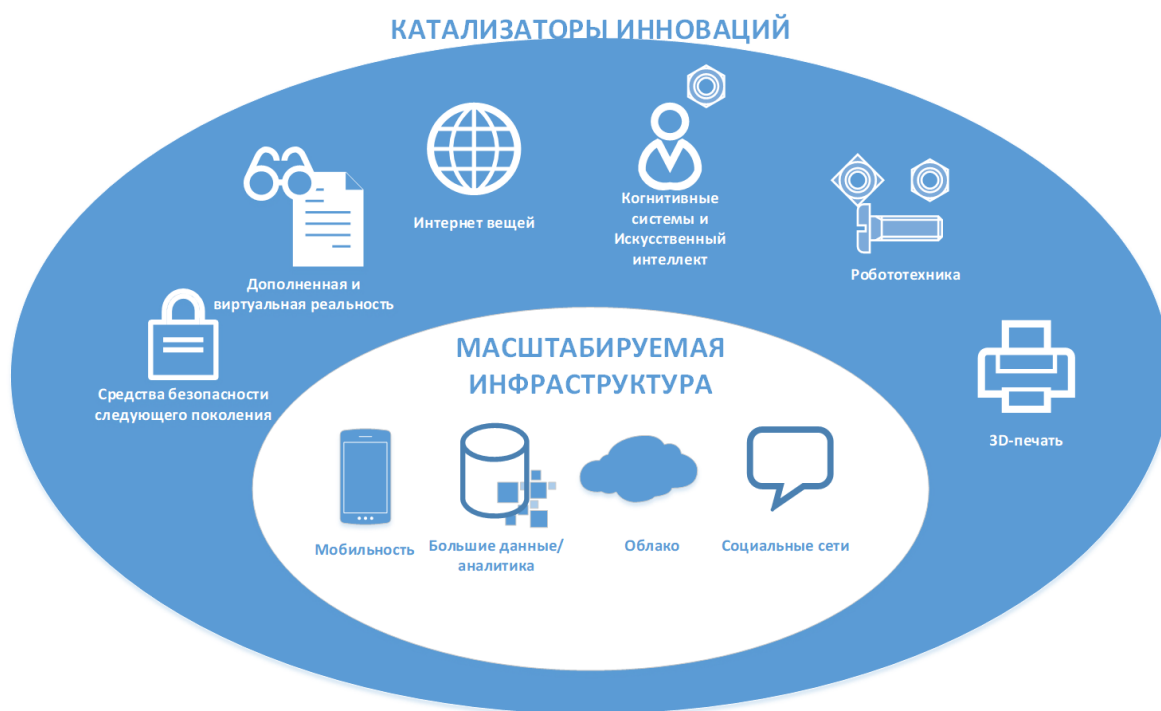 КАТАЛИЗАТОРЫ ИННОВАЦИЙ
Интернет вещей
Когнитивные
системы и
Искусственный
интеллект
Робототехника
Дополненная и
виртуальная реальность
Средства безопасности
следующего поколения
3D-печать
МАСШТАБИРУЕМАЯ
ИНФРАСТРУКТУРА
Мобильность
Большие данные/
аналитика
Облако
Социальные сети